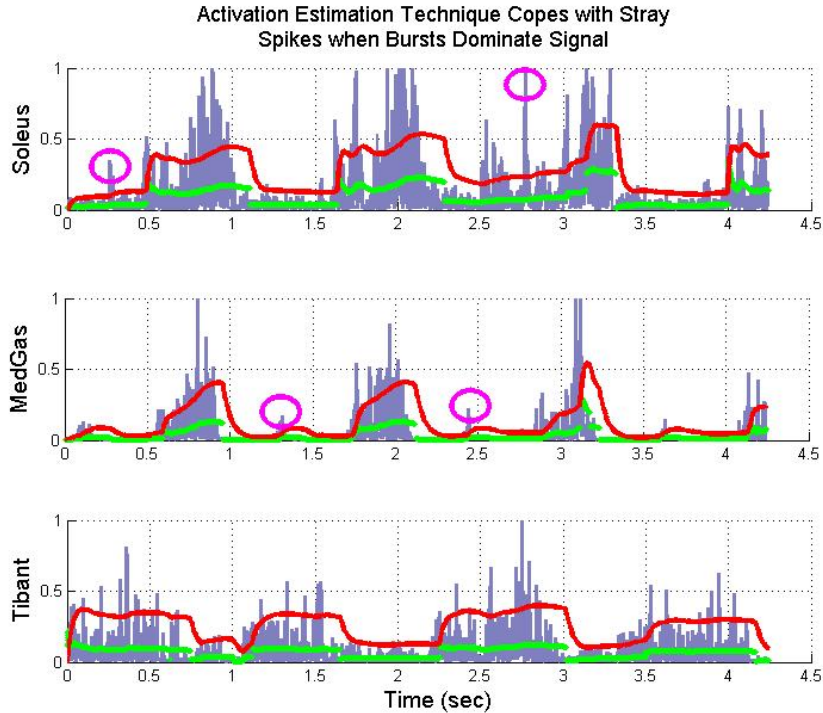 Activation Estimation Technique Copes with Stray
Spikes when Bursts Dominate Signal
Soleus
1
0.5
0
0 0.5 1 1.5 2 2.5 3 3.5 4 4.5
MedGas
1
0.5
0
0 0.5 1 1.5 2 2.5 3 3.5 4 4.5
Tibant
1
0.5
0
0 0.5 1 1.5 2 2.5 3 3.5 4 4.5
Time (sec)